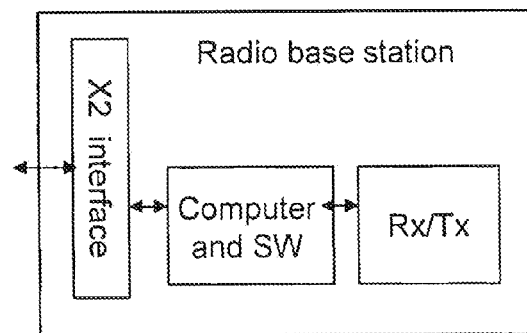 Radio base station
X2 interface
Computer
and SW
Rx/Tx